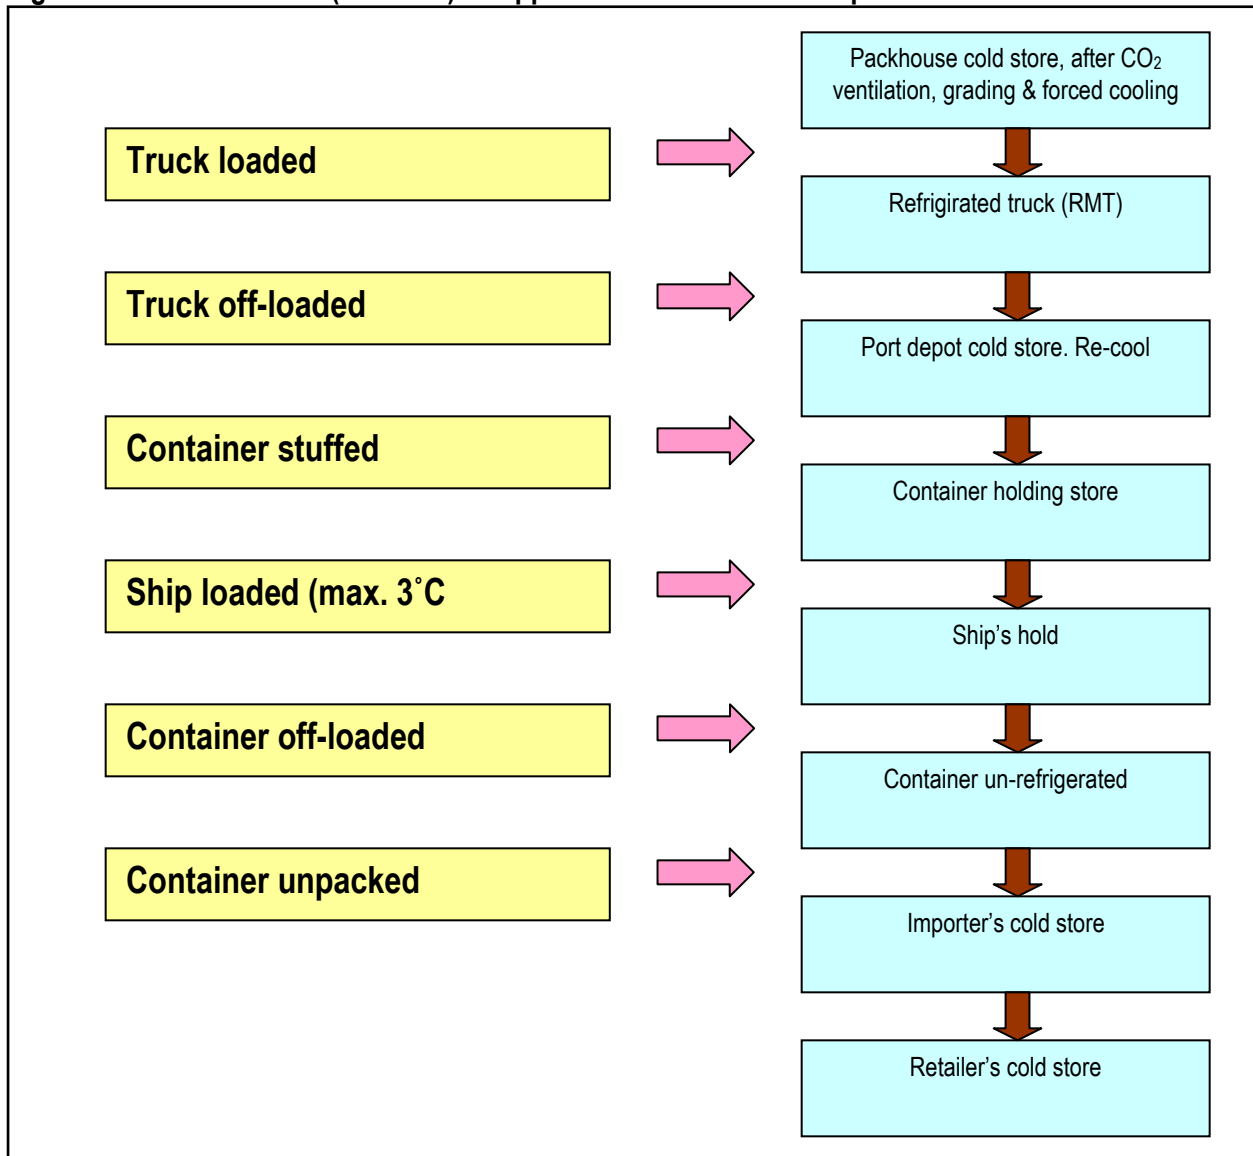 Packhouse cold store, after CO₂
ventilation, grading & forced cooling
Truck loaded
Refrigirated truck (RMT)
Truck off-loaded
Port depot cold store. Re-cool
Container stuffed
Container holding store
Ship loaded (max. 3˚C
Ship’s hold
Container off-loaded
Container un-refrigerated
Container unpacked
Importer’s cold store
Retailer’s cold store